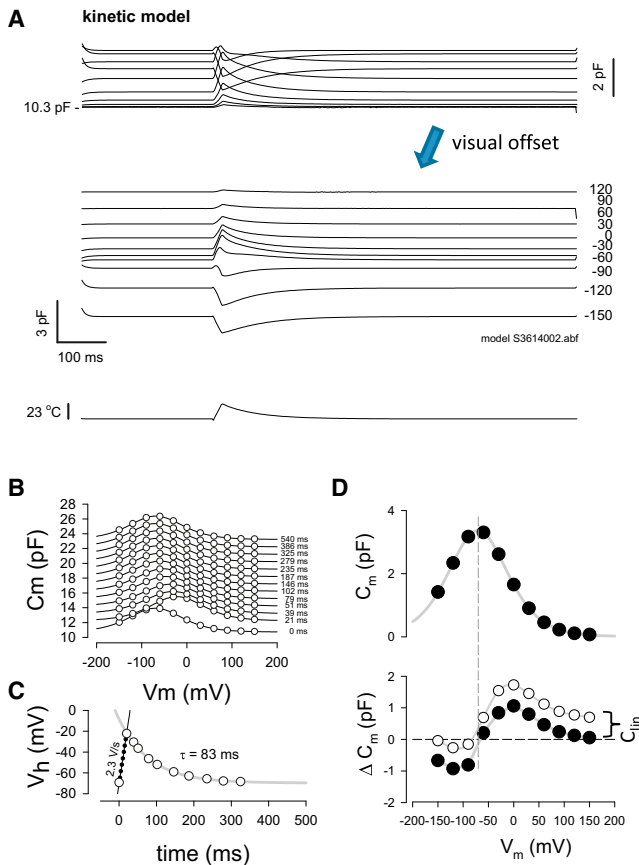 A
kinetic model
2 pF
10.3 pF -
visual offset
120
90
60
30
0
-30
-60
-90
-120
-150
3 pF
100 ms
model S3614002.abf
23 °C
B
28
26
24
22
20
18
16
14
12
10
Cm (pF)
540 ms
386 ms
325 ms
279 ms
235 ms
187 ms
146 ms
102 ms
79 ms
51 ms
39 ms
21 ms
0 ms
-200 -100 0 100 200
Vm (mV)
C
0
-20
-40
-60
-80
Vh (mV)
2.3 V/s
τ = 83 ms
0 100 200 300 400 500
time (ms)
D
4
2
0
Cm (pF)
2
1
0
-1
-2
Δ Cm (pF)
Clin
-200 -150 -100 -50 0 50 100 150 200
Vm (mV)